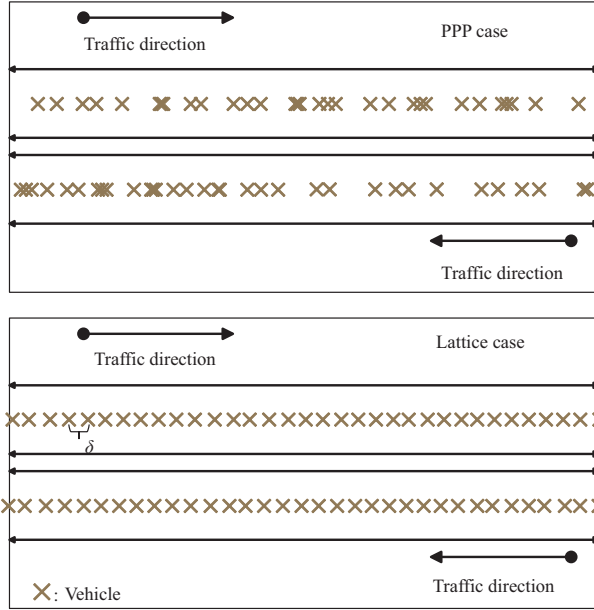 PPP case
Traffic direction
Traffic direction
Lattice case
Traffic direction
δ
Traffic direction
: Vehicle